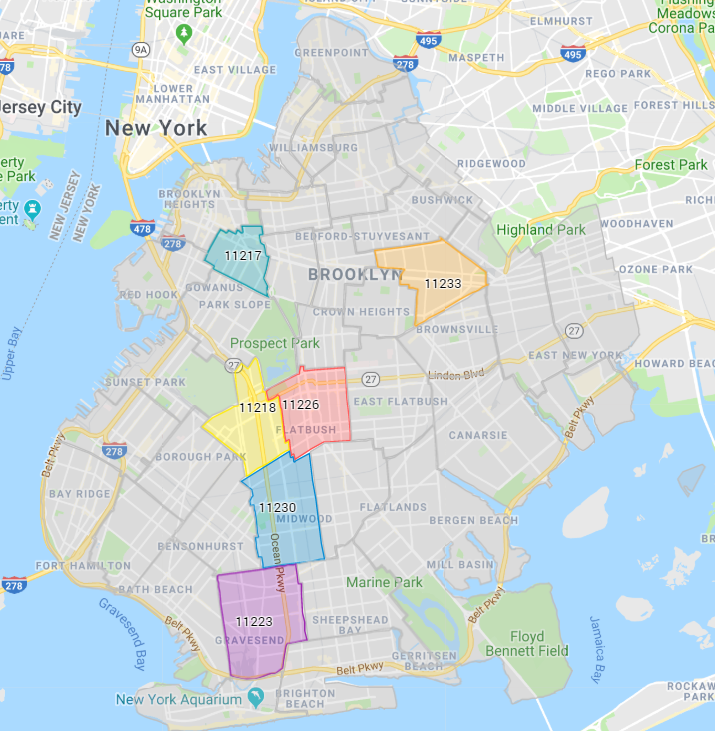 Washington
Square Park
9A
495
278
ELMHURST
MASPETH
495
Flushing
Meadows
Corona Park
GREENPOINT
278
EAST VILLAGE
REGO PARK
LOWER
MANHATTAN
Jersey City
New York
MIDDLE VILLAGE
FOREST HILLS
WILLIAMSBURG
RIDGEWOOD
Forest Park
NEW JERSEY
NEW YORK
BROOKLYN
HEIGHTS
BUSHWICK
478
278
BEDFORD-STUYVESANT
Highland Park
WOODHAVEN
11217
BROOKLYN
11233
OZONE PARK
GOWANUS
RED HOOK
PARK SLOPE
CROWN HEIGHTS
BROWNSVILLE
27
Upper Bay
Prospect Park
EAST NEW YORK
27
HOWARD BEACH
SUNSET PARK
27
Linden Blvd
11218
11226
EAST FLATBUSH
FLATBUSH
Belt Pkwy
CANARSIE
Belt Pkwy
278
BOROUGH PARK
BAY RIDGE
11230
MIDWOOD
FLATLANDS
BERGEN BEACH
BENSONHURST
Ocean Pkwy
FORT HAMILTON
278
MILL BASIN
BATH BEACH
Marine Park
Gravesend Bay
Belt Pkwy
11223
GRAVESEND
SHEEPSHEAD
BAY
Belt Pkwy
Floyd
Bennett Field
Jamaica Bay
GERRITSEN
BEACH
Belt Pkwy
New York Aquarium
BRIGHTON
BEACH
ROCKAWAY
PARK